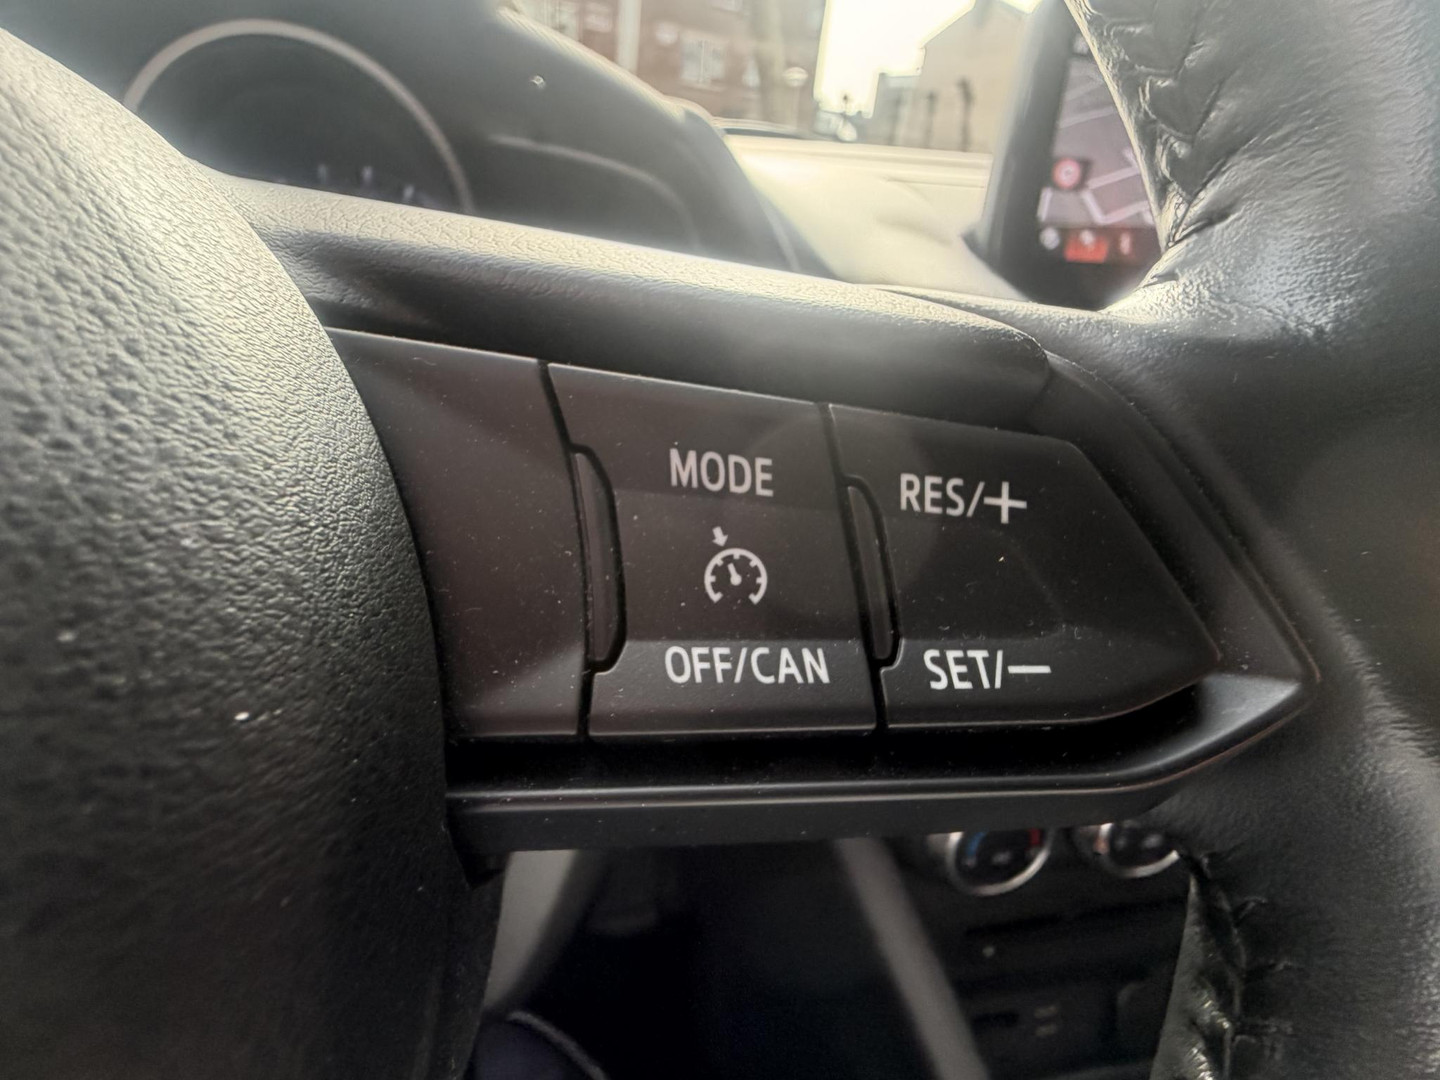 MODE
RES/+
OFF/CAN
SET/—